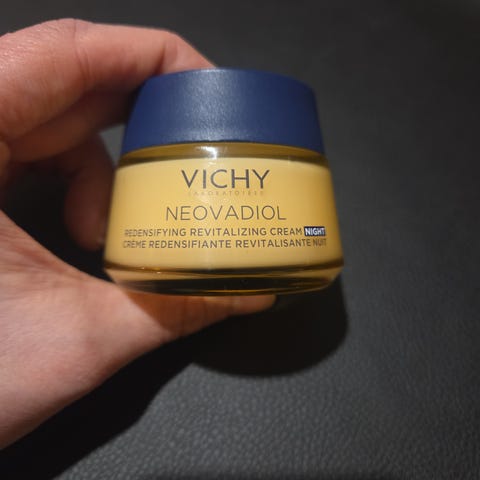 VICHY
LABORATOIRES
NEOVADIOL
REDENSIFYING REVITALIZING CREAM NIGHT
CRÈME REDENSIFIANTE REVITALISANTE NUIT